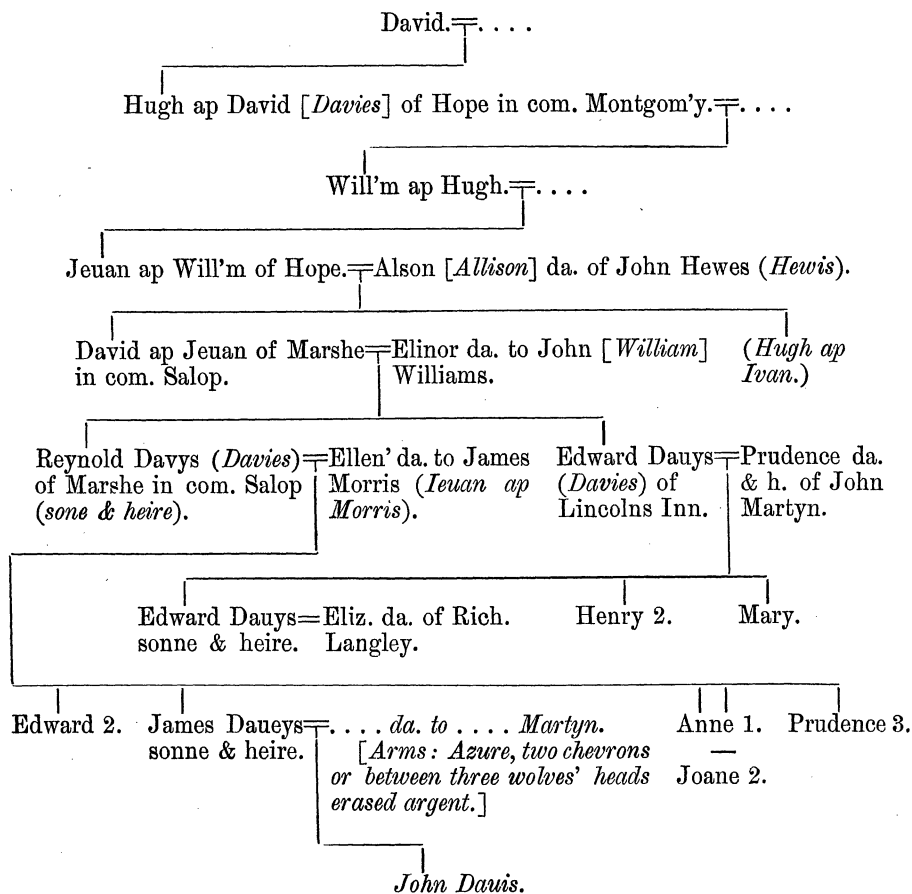 David.=. . . .
Hugh ap David [Davies] of Hope in com. Montgom'y.=. . . .
Will'm ap Hugh.=. . . .
Jeuan ap Will'm of Hope.=Alson [Allison] da. of John Hewes (Hewis).
David ap Jeuan of Marshe=Elinor da. to John [William] (Hugh ap
in com. Salop. Williams. Ivan.)
Reynold Davys (Davies)=Ellen' da. to James Edward Dauys=Prudence da.
of Marshe in com. Salop Morris (Ieuan ap (Davies) of & h. of John
(sone & heire). Morris). Lincolns Inn. Martyn.
Edward Dauys=Eliz. da. of Rich. Henry 2. Mary.
sonne & heire. Langley.
Edward 2. James Daueys=. . . . da. to . . . . Martyn. Anne 1. Prudence 3.
sonne & heire. [Arms: Azure, two chevrons —
or between three wolves' heads Joane 2.
erased argent.]
John Dauis.